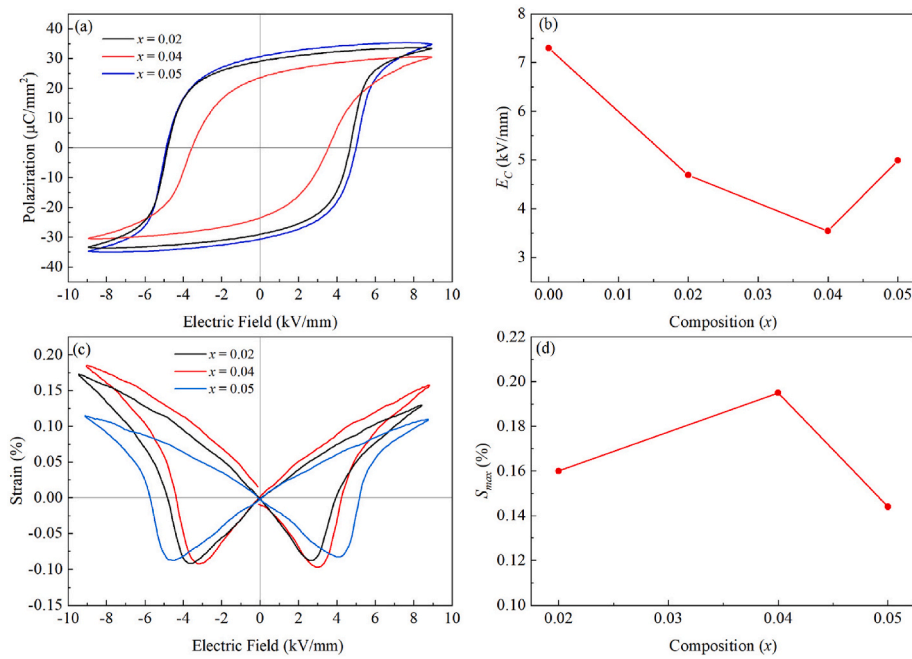 (a)
x = 0.02
x = 0.04
x = 0.05
Polaziration (μC/mm²)
40
30
20
10
0
-10
-20
-30
-40
-10 -8 -6 -4 -2 0 2 4 6 8 10
Electric Field (kV/mm)
(b)
E_C (kV/mm)
8
7
6
5
4
3
0.00 0.01 0.02 0.03 0.04 0.05
Composition (x)
(c)
x = 0.02
x = 0.04
x = 0.05
Strain (%)
0.20
0.15
0.10
0.05
0.00
-0.05
-0.10
-0.15
-10 -8 -6 -4 -2 0 2 4 6 8 10
Electric Field (kV/mm)
(d)
S_max (%)
0.22
0.20
0.18
0.16
0.14
0.12
0.10
0.02 0.03 0.04 0.05
Composition (x)